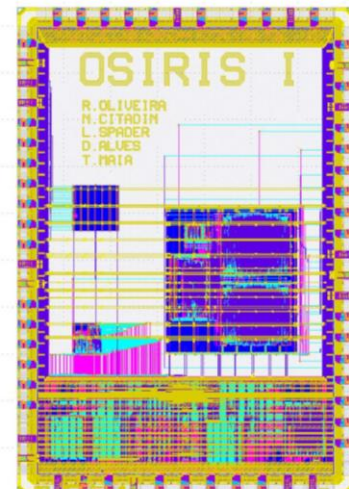 OSIRIS I
R.OLIVEIRA
N.CITADIN
L.SPADER
D.ALVES
T.MAIA